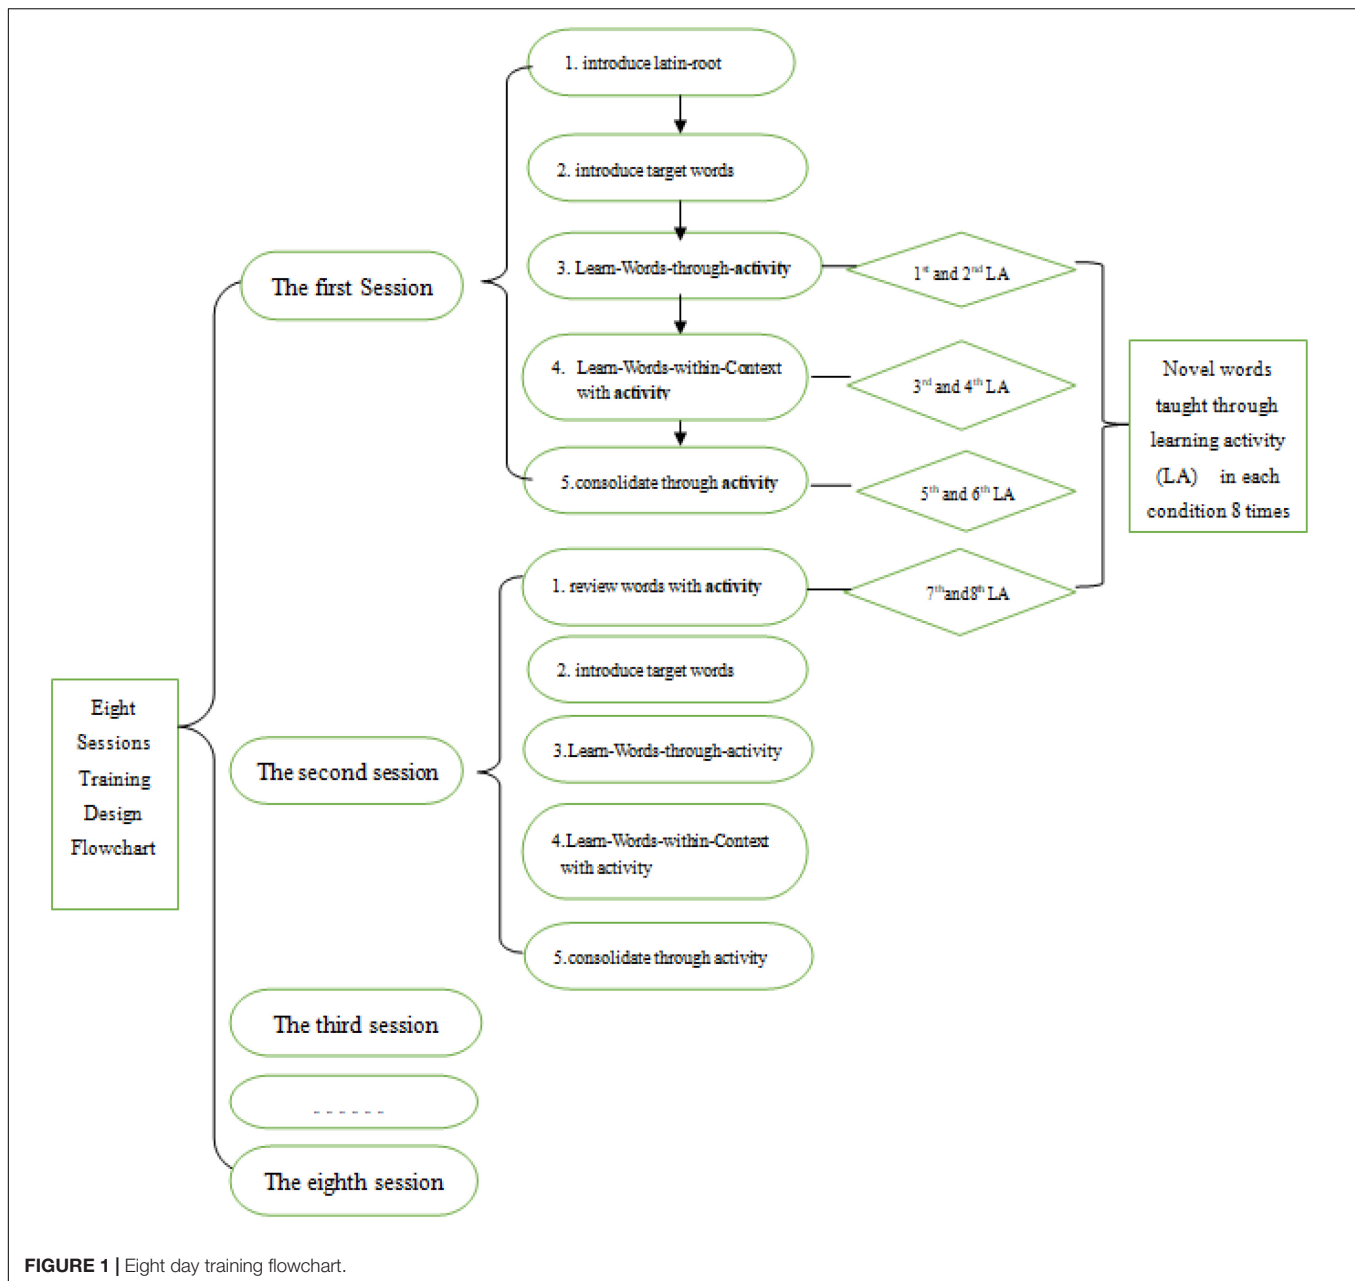 Eight
Sessions
Training
Design
Flowchart
The first Session
1. introduce latin-root
2. introduce target words
3. Learn-Words-through-activity
4. Learn-Words-within-Context
with activity
5.consolidate through activity
1st and 2nd LA
3rd and 4th LA
5th and 6th LA
7thand8th LA
Novel words
taught through
learning activity
(LA) in each
condition 8 times
The second session
1. review words with activity
2. introduce target words
3.Learn-Words-through-activity
4.Learn-Words-within-Context
with activity
5.consolidate through activity
The third session
_ _ _ _ _ _
The eighth session
FIGURE 1 | Eight day training flowchart.